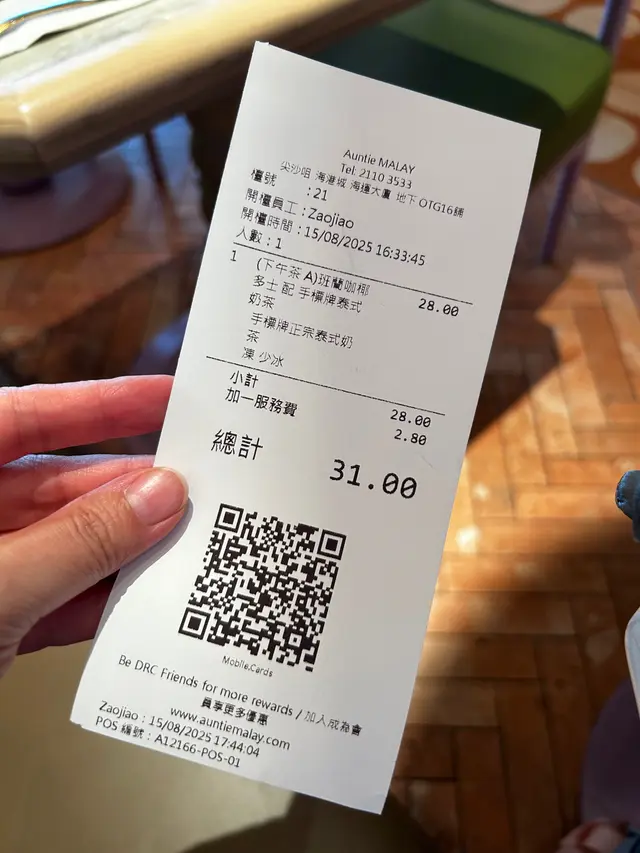 Auntie MALAY
Tel: 2110 3533
尖沙咀 海港城 海運大廈 地下 OTG16舖
檯號 :21
開檯員工 : Zaojiao
開檯時間 : 15/08/2025 16:33:45
人數 : 1
1 (下午茶 A)班蘭咖椰 28.00
多士 配 手標牌泰式
奶茶
手標牌正宗泰式奶
茶
凍 少冰
小計 28.00
加一服務費 2.80
總計 31.00
Mobile.Cards
Be DRC Friends for more rewards / 加入成為會
員享更多優惠
www.auntiemalay.com
Zaojiao : 15/08/2025 17:44:04
POS 編號 : A12166-POS-01